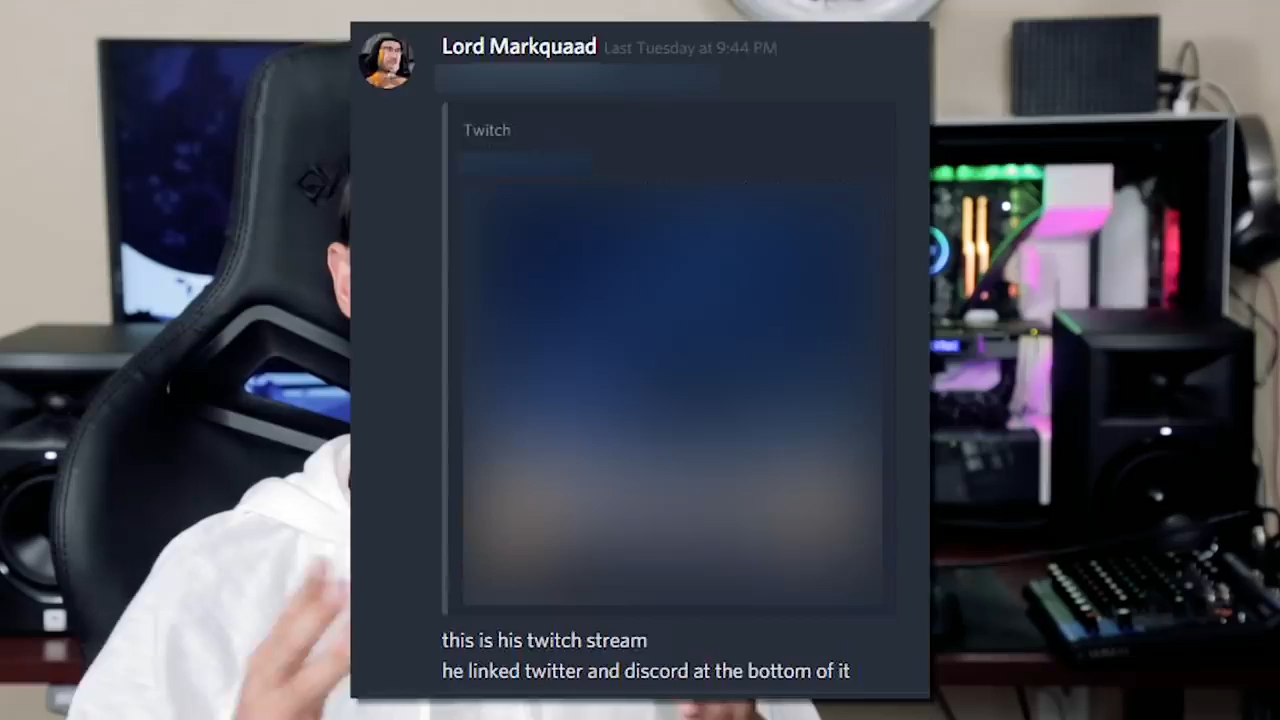 Lord Markquaad Last Tuesday at 9:44 PM
Twitch
this is his twitch stream
he linked twitter and discord at the bottom of it